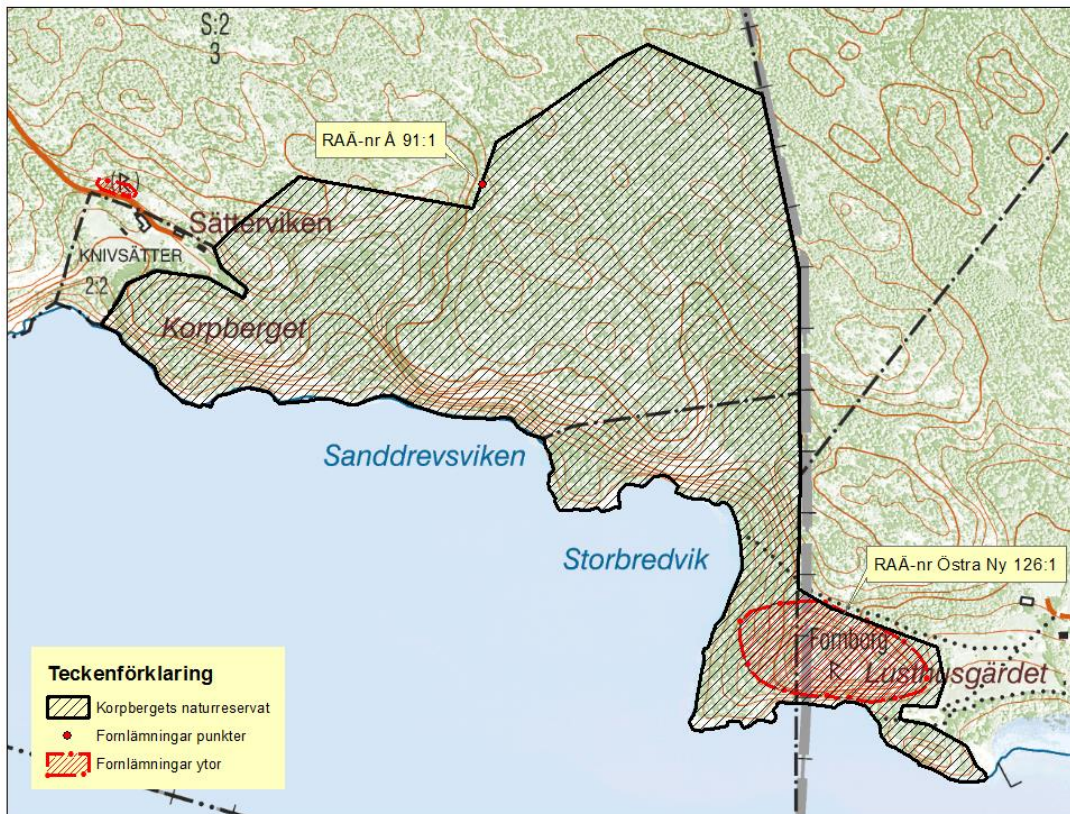 S:2
3
RAÄ-nr Å 91:1
(R)
Sätterviken
KNIVSÄTTER
2:2
Korpberget
Sanddrevsviken
Storbredvik
RAÄ-nr Östra Ny 126:1
Fornborg
R
Lusthusgärdet
Teckenförklaring
Korpbergets naturreservat
Fornlämningar punkter
Fornlämningar ytor